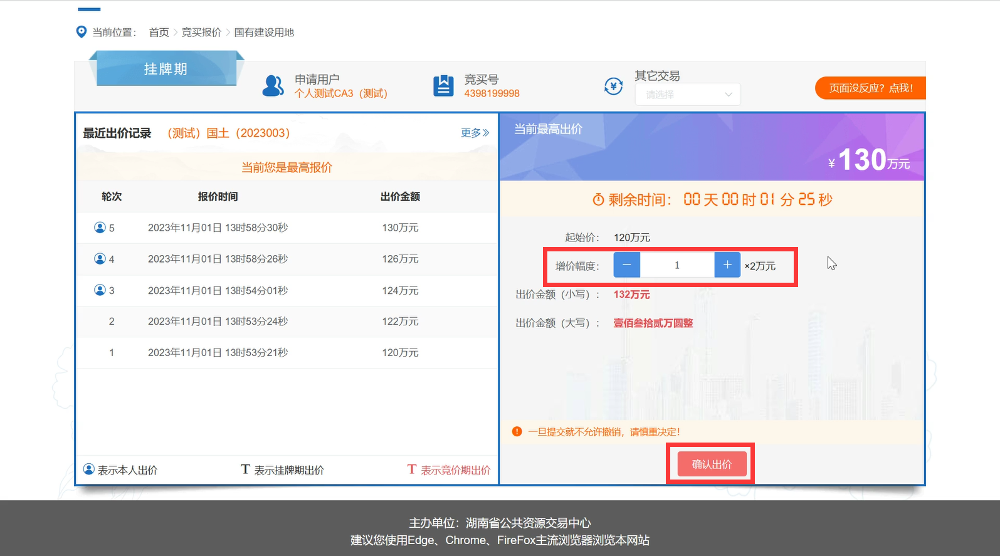 当前位置： 首页 > 竞买报价 > 国有建设用地
挂牌期
申请用户
个人测试CA3（测试）
竞买号
4398199998
其它交易
请选择
页面没反应？点我！
最近出价记录 （测试）国土（2023003） 更多
当前您是最高报价
轮次 报价时间 出价金额
5 2023年11月01日 13时58分30秒 130万元
4 2023年11月01日 13时58分26秒 126万元
3 2023年11月01日 13时54分01秒 124万元
2 2023年11月01日 13时53分24秒 122万元
1 2023年11月01日 13时53分21秒 120万元
表示本人出价 T 表示挂牌期出价 T 表示竞价期出价
当前最高出价
¥130万元
剩余时间： 00天00时01分25秒
起始价： 120万元
增价幅度： － 1 ＋ ×2万元
出价金额（小写）： 132万元
出价金额（大写）： 壹佰叁拾贰万圆整
一旦提交就不允许撤销，请慎重决定！
确认出价
主办单位：湖南省公共资源交易中心
建议您使用Edge、Chrome、FireFox主流浏览器浏览本网站